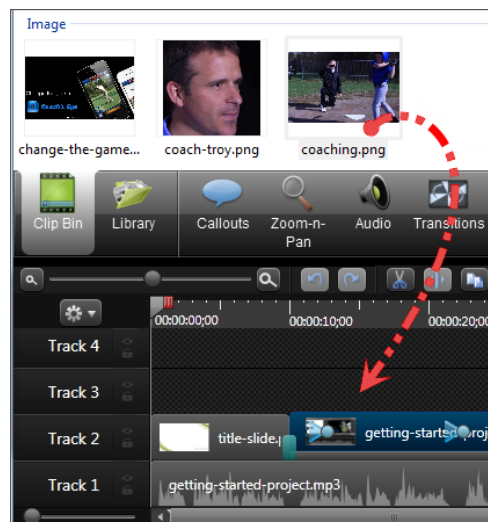 Image
change-the-game...
coach-troy.png
coaching.png
Clip Bin
Library
Callouts
Zoom-n-
Pan
Audio
Transitions
00:00:00;00
00:00:10;00
00:00:20;00
Track 4
Track 3
Track 2
title-slide.p
getting-started-proj
Track 1
getting-started-project.mp3